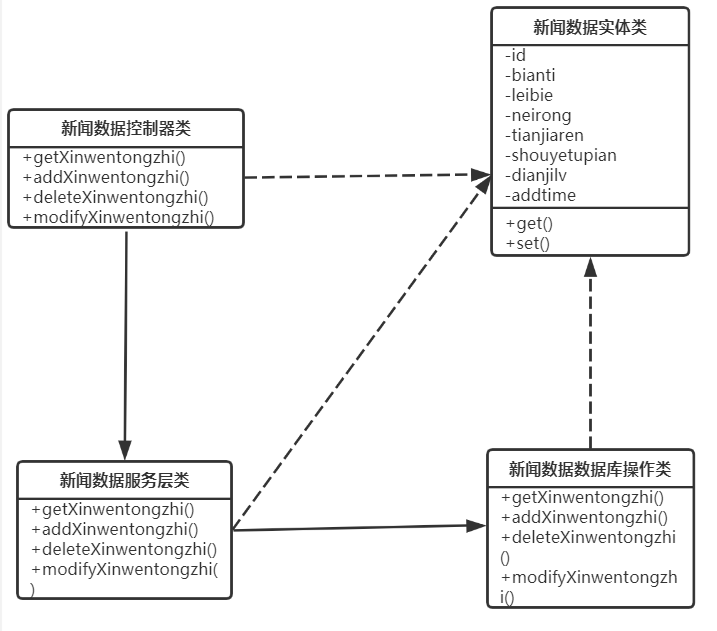 新闻数据实体类
-id
-bianti
-leibie
-neirong
-tianjiaren
-shouyetupian
-dianjilv
-addtime
+get()
+set()
新闻数据控制器类
+getXinwentongzhi()
+addXinwentongzhi()
+deleteXinwentongzhi()
+modifyXinwentongzhi()
新闻数据服务层类
+getXinwentongzhi()
+addXinwentongzhi()
+deleteXinwentongzhi()
+modifyXinwentongzhi(
)
新闻数据数据库操作类
+getXinwentongzhi()
+addXinwentongzhi()
+deleteXinwentongzhi
()
+modifyXinwentongzh
i()